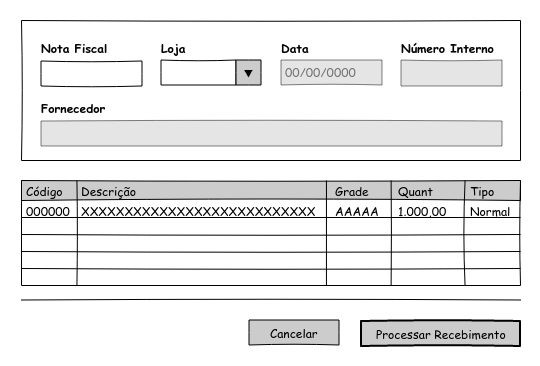 Nota Fiscal Loja Data Número Interno
00/00/0000
Fornecedor
Código Descrição Grade Quant Tipo
000000 XXXXXXXXXXXXXXXXXXXXXXXXXXX AAAAA 1.000,00 Normal
Cancelar Processar Recebimento